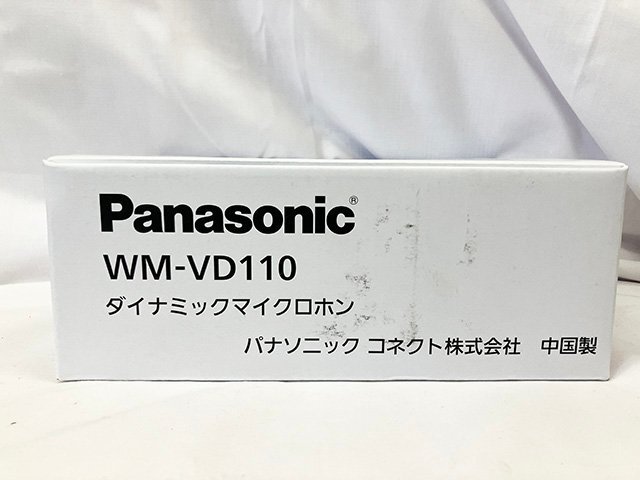 Panasonic®
WM-VD110
ダイナミックマイクロホン
パナソニック コネクト株式会社 中国製